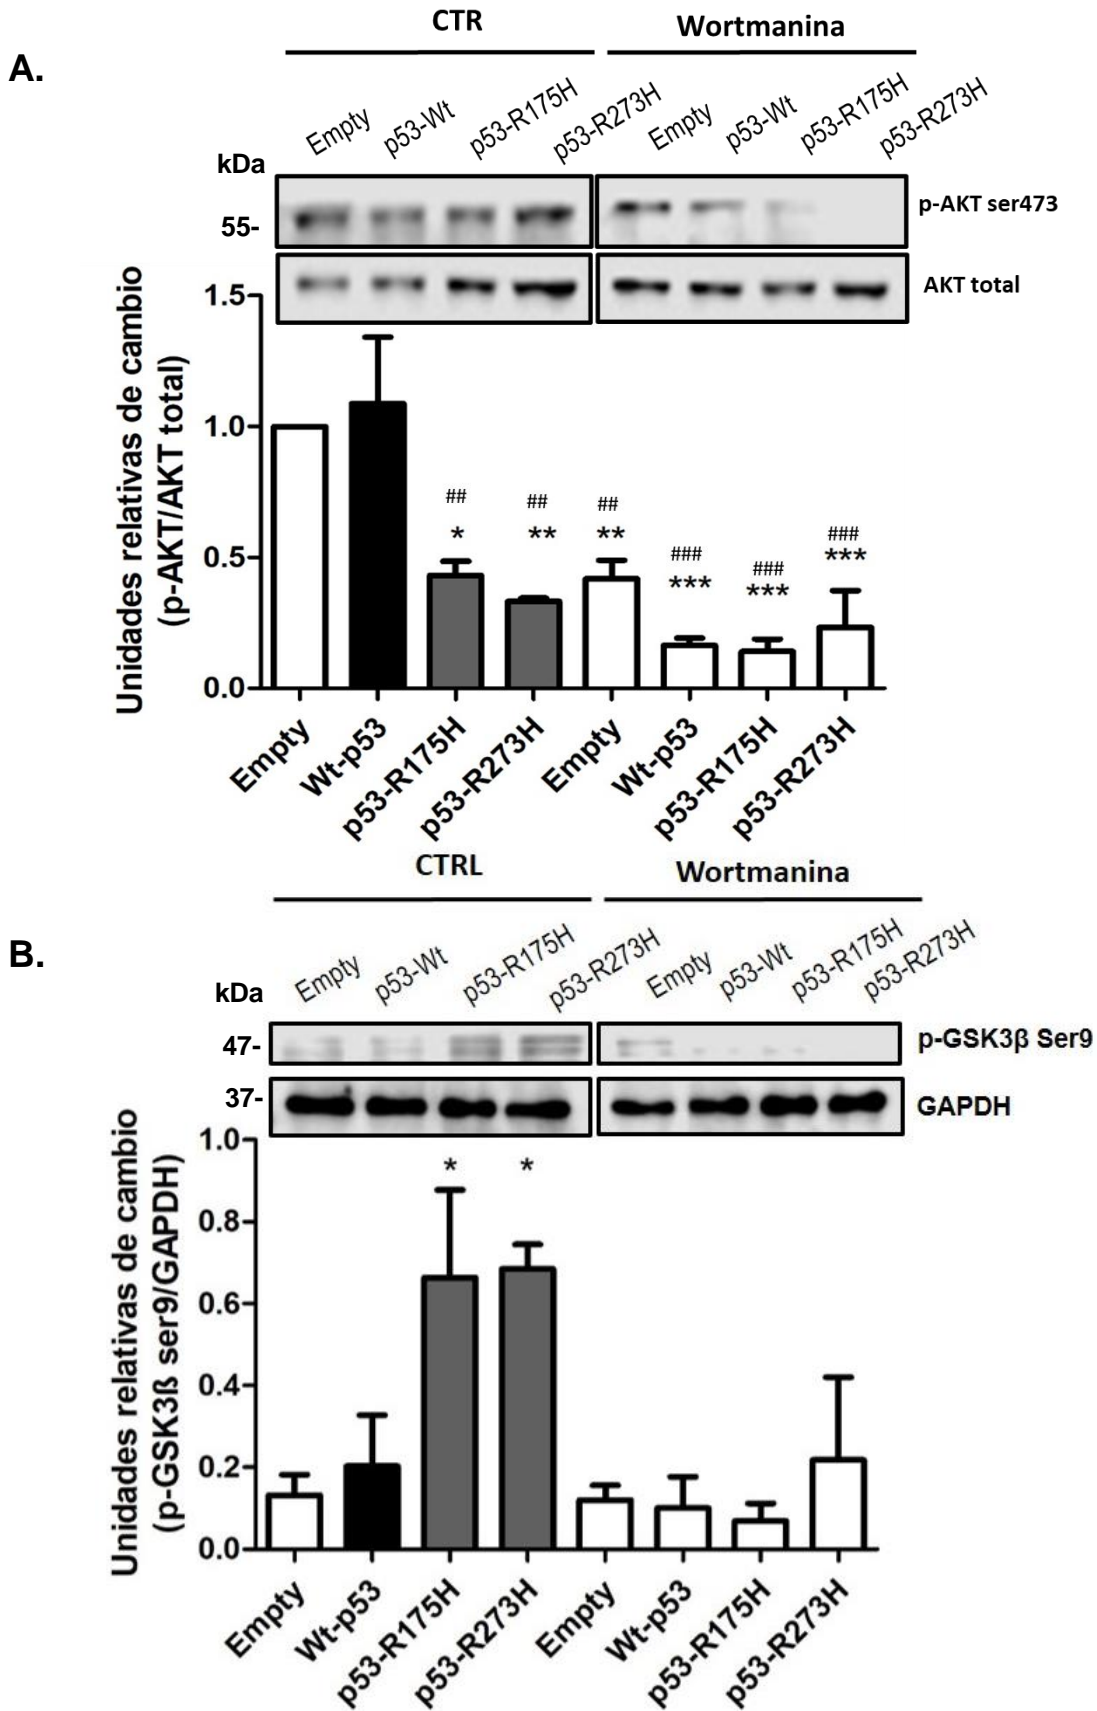 CTR Wortmanina
A.
Empty p53-Wt p53-R175H p53-R273H Empty p53-Wt p53-R175H p53-R273H
kDa
p-AKT ser473
55-
AKT total
Unidades relativas de cambio
(p-AKT/AKT total)
1.5
1.0
0.5
0.0
## ## ## ### ### ###
* ** ** *** *** ***
Empty Wt-p53 p53-R175H p53-R273H Empty Wt-p53 p53-R175H p53-R273H
CTRL Wortmanina
B.
Empty p53-Wt p53-R175H p53-R273H Empty p53-Wt p53-R175H p53-R273H
kDa
47- p-GSK3β Ser9
37- GAPDH
Unidades relativas de cambio
(p-GSK3ß ser9/GAPDH)
1.0
0.8
0.6
0.4
0.2
0.0
* *
Empty Wt-p53 p53-R175H p53-R273H Empty Wt-p53 p53-R175H p53-R273H